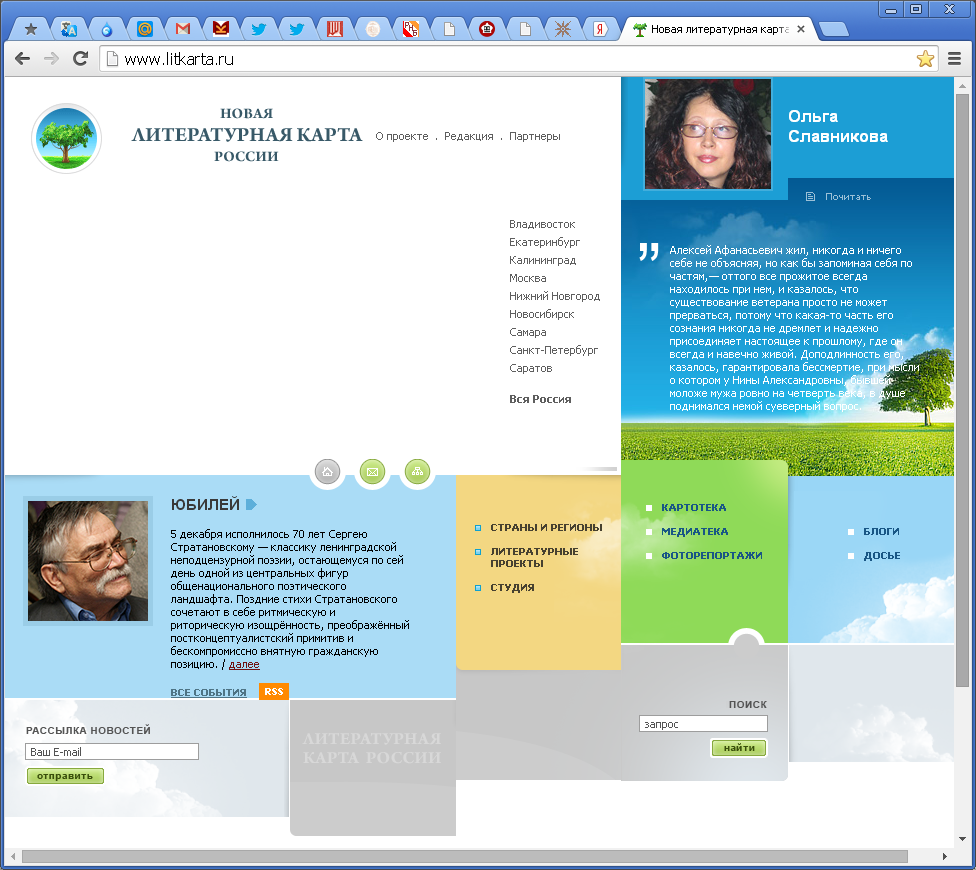 Новая литературная карта
www.litkarta.ru
НОВАЯ
ЛИТЕРАТУРНАЯ КАРТА
РОССИИ
О проекте . Редакция . Партнеры
Ольга
Славникова
Почитать
Владивосток
Екатеринбург
Калининград
Москва
Нижний Новгород
Новосибирск
Самара
Санкт-Петербург
Саратов
Вся Россия
” Алексей Афанасьевич жил, никогда и ничего
себе не объясняя, но как бы запоминая себя по
частям,— оттого все прожитое всегда
находилось при нем, и казалось, что
существование ветерана просто не может
прерваться, потому что какая-то часть его
сознания никогда не дремлет и надежно
присоединяет настоящее к прошлому, где он
всегда и навечно живой. Доподлинность его,
казалось, гарантировала бессмертие, при мысли
о котором у Нины Александровны, бывшей
моложе мужа ровно на четверть века, в душе
поднимался немой суеверный вопрос.
ЮБИЛЕЙ
5 декабря исполнилось 70 лет Сергею
Стратановскому — классику ленинградской
неподцензурной поэзии, остающемуся по сей
день одной из центральных фигур
общенационального поэтического
ландшафта. Поздние стихи Стратановского
сочетают в себе ритмическую и
риторическую изощрённость, преображённый
постконцептуалистский примитив и
бескомпромиссно внятную гражданскую
позицию. / далее
ВСЕ СОБЫТИЯ RSS
СТРАНЫ И РЕГИОНЫ
ЛИТЕРАТУРНЫЕ
ПРОЕКТЫ
СТУДИЯ
КАРТОТЕКА
МЕДИАТЕКА
ФОТОРЕПОРТАЖИ
БЛОГИ
ДОСЬЕ
РАССЫЛКА НОВОСТЕЙ
Ваш E-mail
отправить
ЛИТЕРАТУРНАЯ
КАРТА РОССИИ
ПОИСК
запрос
найти